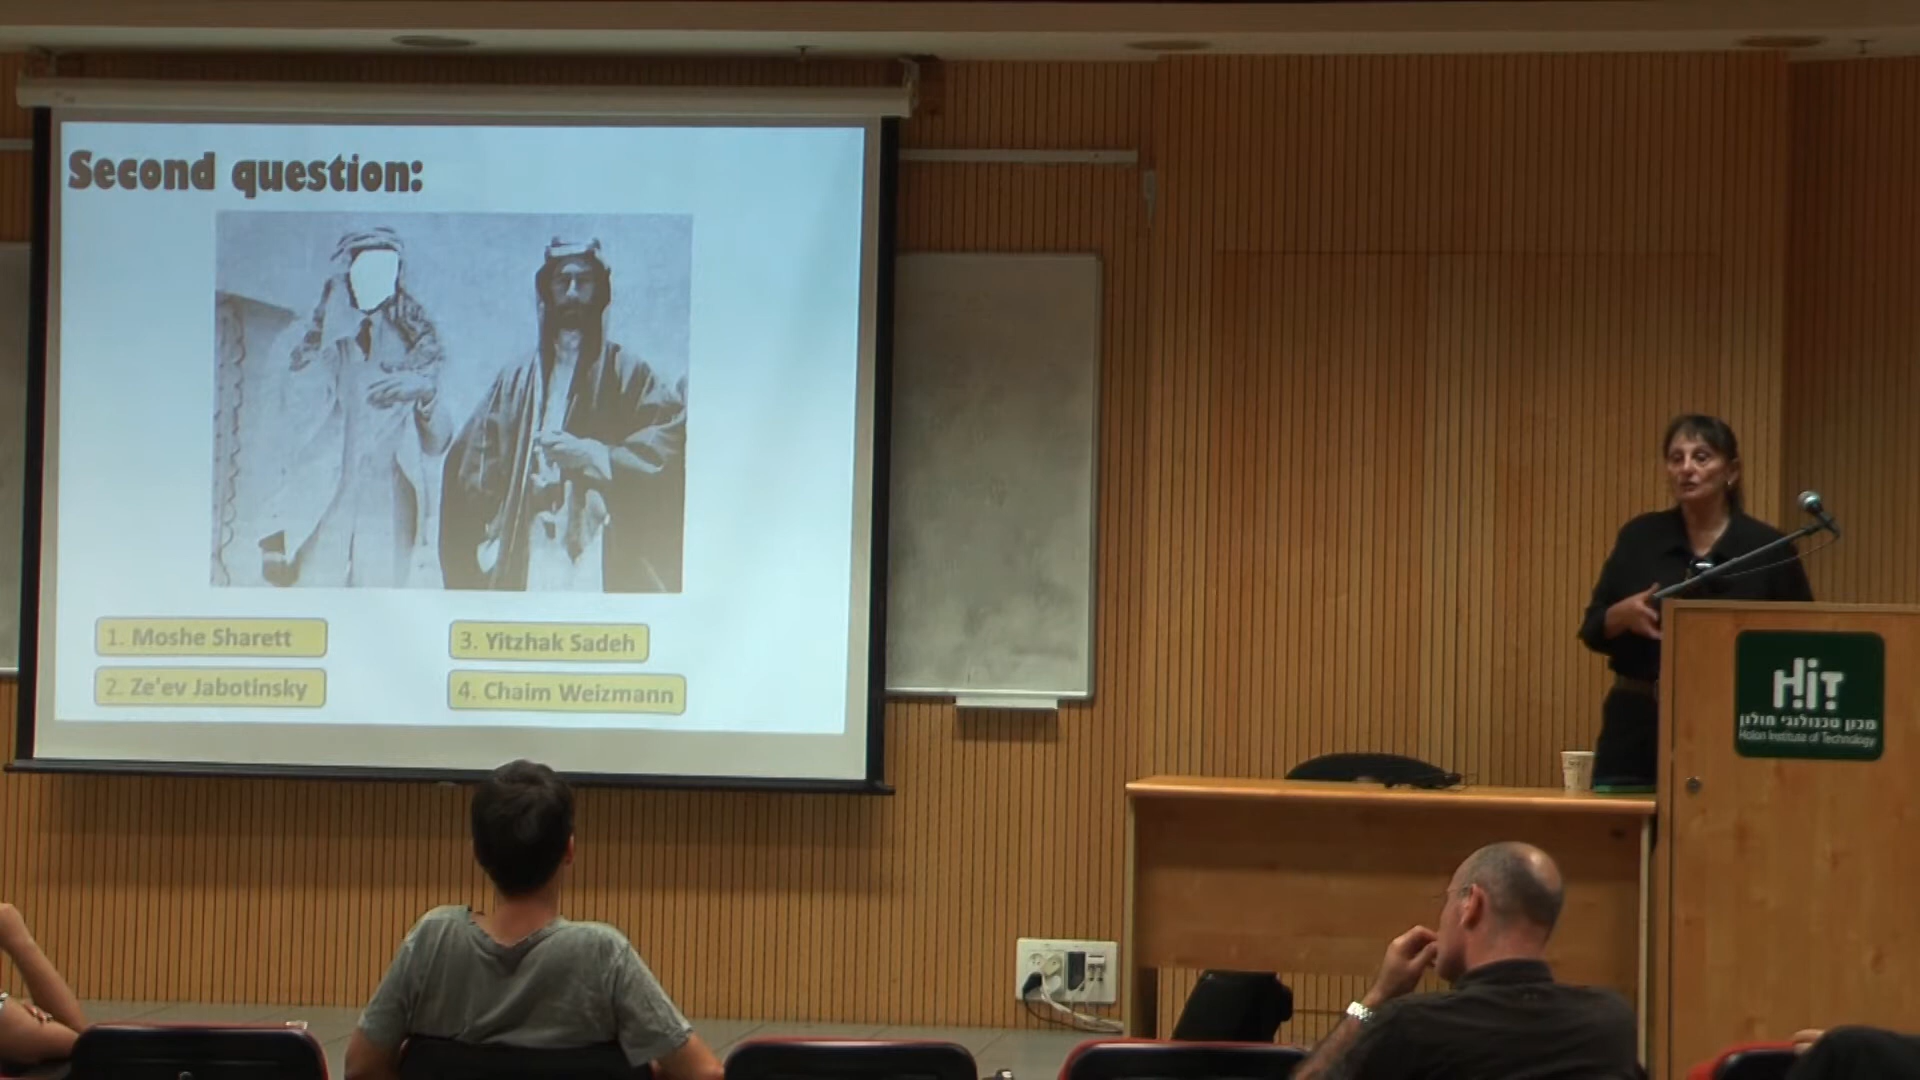 Second question:
1. Moshe Sharett
2. Ze'ev Jabotinsky
3. Yitzhak Sadeh
4. Chaim Weizmann
HiT
מכון טכנולוגי חולון
Holon Institute of Technology